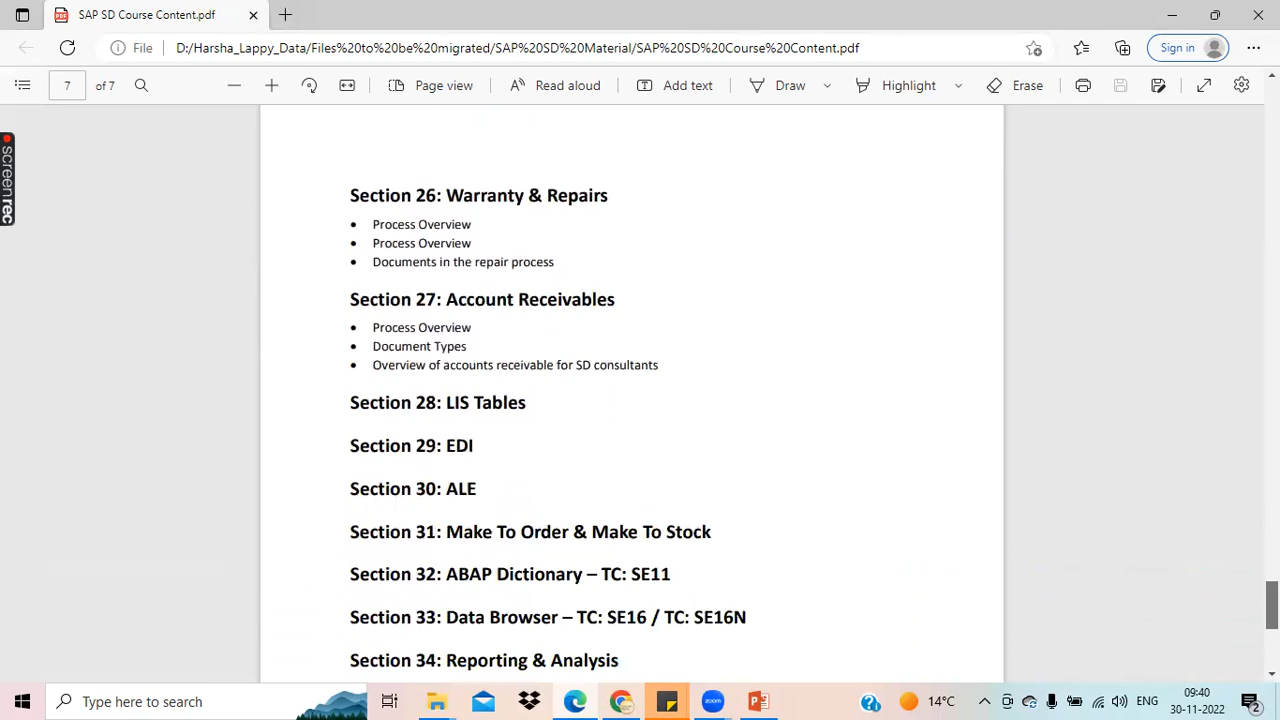 SAP SD Course Content.pdf
File
D:/Harsha_Lappy_Data/Files%20to%20be%20migrated/SAP%20SD%20Material/SAP%20SD%20Course%20Content.pdf
Sign in
7 of 7
Page view
Read aloud
Add text
Draw
Highlight
Erase
screenrec
Section 26: Warranty & Repairs
• Process Overview
• Process Overview
• Documents in the repair process
Section 27: Account Receivables
• Process Overview
• Document Types
• Overview of accounts receivable for SD consultants
Section 28: LIS Tables
Section 29: EDI
Section 30: ALE
Section 31: Make To Order & Make To Stock
Section 32: ABAP Dictionary – TC: SE11
Section 33: Data Browser – TC: SE16 / TC: SE16N
Section 34: Reporting & Analysis
Type here to search
zoom
14°C
ENG
09:40
30-11-2022
2